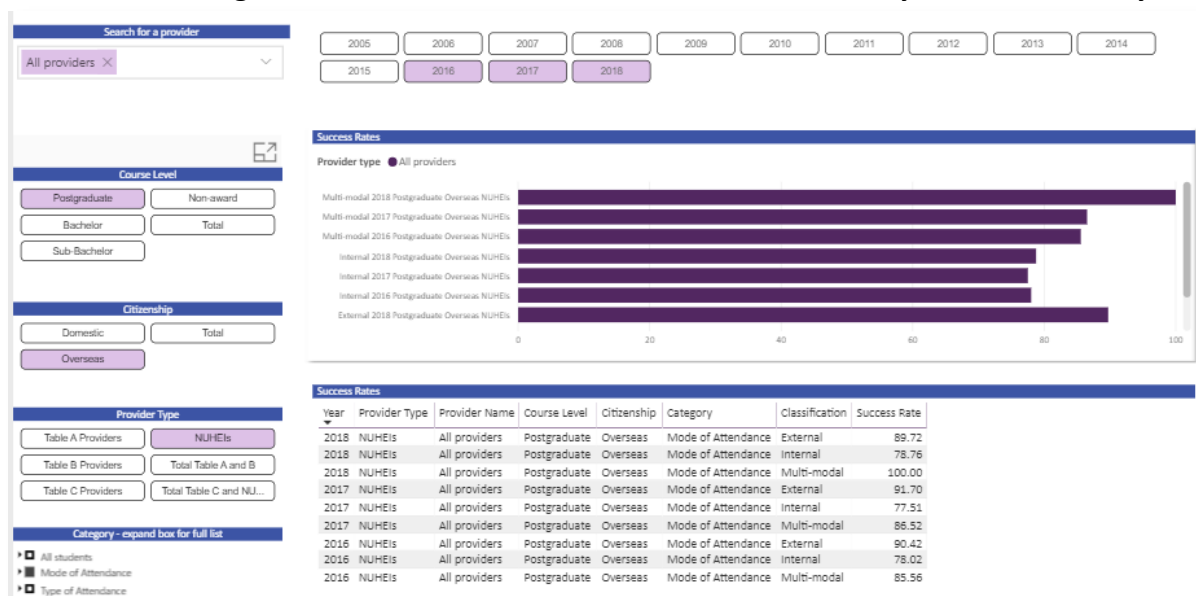 Search for a provider
All providers ×
2005 2006 2007 2008 2009 2010 2011 2012 2013 2014
2015 2016 2017 2018
Course Level
Postgraduate Non-award
Bachelor Total
Sub-Bachelor
Citizenship
Domestic Total
Overseas
Provider Type
Table A Providers NUHEIs
Table B Providers Total Table A and B
Table C Providers Total Table C and NU...
Category - expand box for full list
All students
Mode of Attendance
Type of Attendance
Success Rates
Provider type All providers
Multi-modal 2018 Postgraduate Overseas NUHEIs
Multi-modal 2017 Postgraduate Overseas NUHEIs
Multi-modal 2016 Postgraduate Overseas NUHEIs
Internal 2018 Postgraduate Overseas NUHEIs
Internal 2017 Postgraduate Overseas NUHEIs
Internal 2016 Postgraduate Overseas NUHEIs
External 2018 Postgraduate Overseas NUHEIs
0 20 40 60 80 100
Success Rates
Year Provider Type Provider Name Course Level Citizenship Category Classification Success Rate
2018 NUHEIs All providers Postgraduate Overseas Mode of Attendance External 89.72
2018 NUHEIs All providers Postgraduate Overseas Mode of Attendance Internal 78.76
2018 NUHEIs All providers Postgraduate Overseas Mode of Attendance Multi-modal 100.00
2017 NUHEIs All providers Postgraduate Overseas Mode of Attendance External 91.70
2017 NUHEIs All providers Postgraduate Overseas Mode of Attendance Internal 77.51
2017 NUHEIs All providers Postgraduate Overseas Mode of Attendance Multi-modal 86.52
2016 NUHEIs All providers Postgraduate Overseas Mode of Attendance External 90.42
2016 NUHEIs All providers Postgraduate Overseas Mode of Attendance Internal 78.02
2016 NUHEIs All providers Postgraduate Overseas Mode of Attendance Multi-modal 85.56